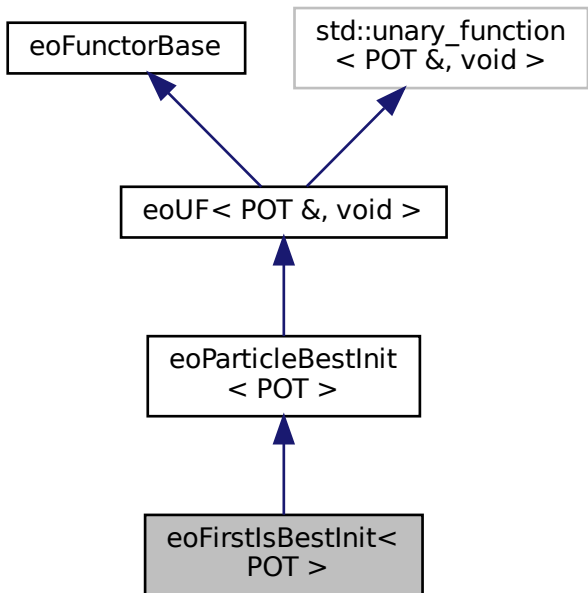 eoFunctorBase
std::unary_function
< POT &, void >
eoUF< POT &, void >
eoParticleBestInit
< POT >
eoFirstIsBestInit<
POT >